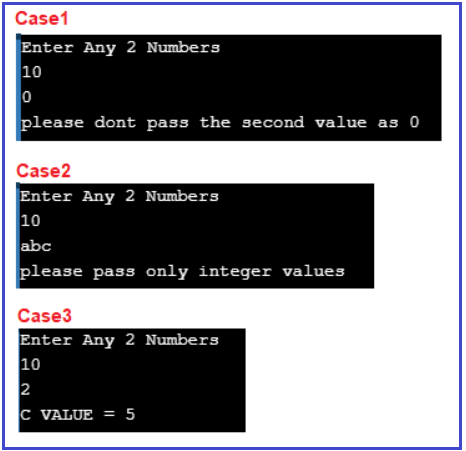 Case1
Enter Any 2 Numbers
10
0
please dont pass the second value as 0
Case2
Enter Any 2 Numbers
10
abc
please pass only integer values
Case3
Enter Any 2 Numbers
10
2
C VALUE = 5